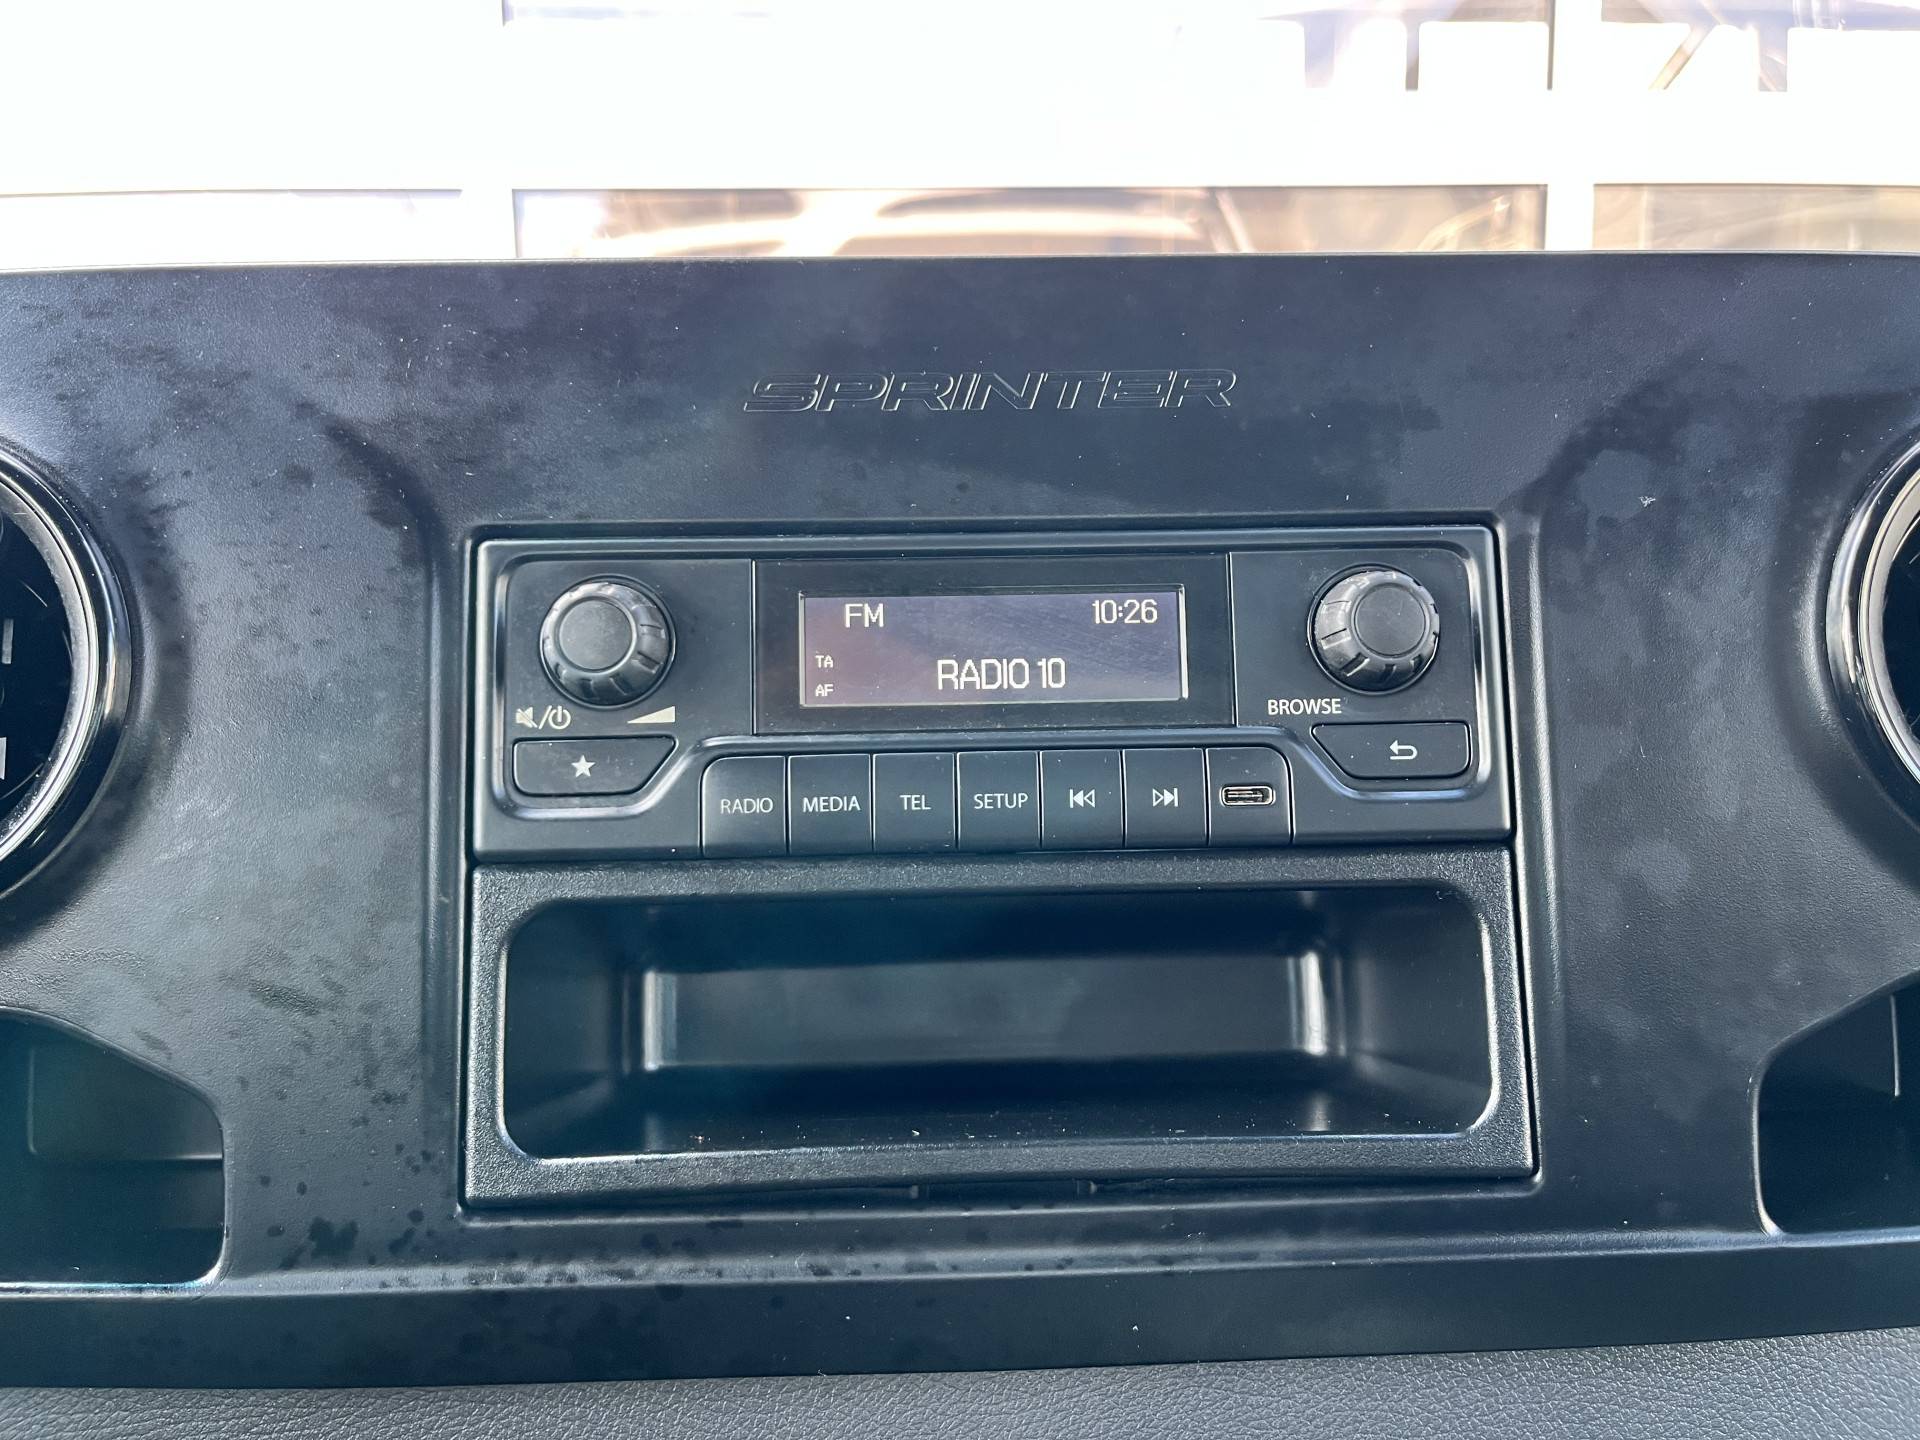 SPRINTER
FM 10:26
TA
RADIO 10
AF
BROWSE
RADIO MEDIA TEL SETUP